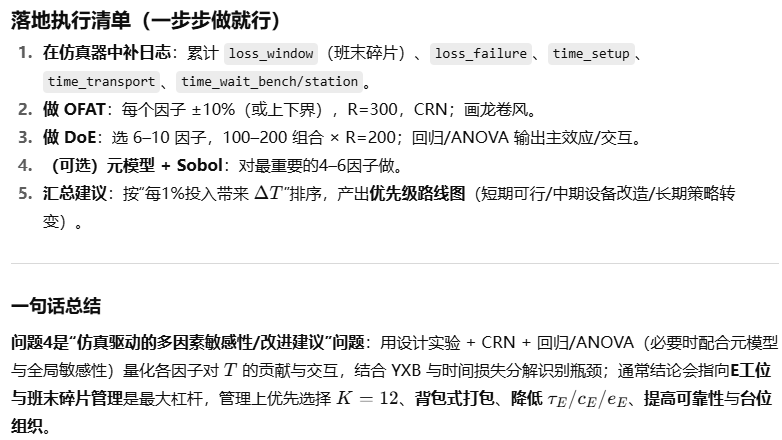 落地执行清单（一步步做就行）
1. 在仿真器中补日志：累计 loss_window（班末碎片）、loss_failure、time_setup、
time_transport、time_wait_bench/station。
2. 做 OFAT：每个因子 ±10%（或上下界），R=300，CRN；画龙卷风。
3. 做 DoE：选 6–10 因子，100–200 组合 × R=200；回归/ANOVA 输出主效应/交互。
4. （可选）元模型 + Sobol：对最重要的4–6因子做。
5. 汇总建议：按“每1%投入带来 ΔT”排序，产出优先级路线图（短期可行/中期设备改造/长期策略转
变）。
一句话总结
问题4是“仿真驱动的多因素敏感性/改进建议”问题：用设计实验 + CRN + 回归/ANOVA（必要时配合元模型
与全局敏感性）量化各因子对 T 的贡献与交互，结合 YXB 与时间损失分解识别瓶颈；通常结论会指向E工位
与班末碎片管理是最大杠杆，管理上优先选择 K = 12、背包式打包、降低 τE/cE/eE、提高可靠性与台位
组织。